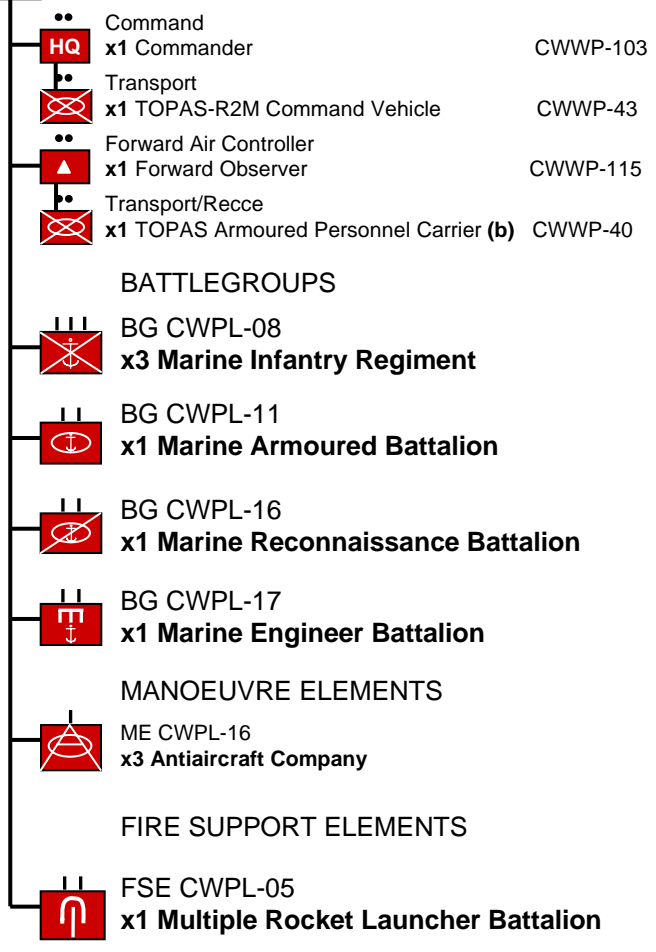 Command
HQ x1 Commander CWWP-103
Transport
x1 TOPAS-R2M Command Vehicle CWWP-43
Forward Air Controller
x1 Forward Observer CWWP-115
Transport/Recce
x1 TOPAS Armoured Personnel Carrier (b) CWWP-40
BATTLEGROUPS
BG CWPL-08
x3 Marine Infantry Regiment
BG CWPL-11
x1 Marine Armoured Battalion
BG CWPL-16
x1 Marine Reconnaissance Battalion
BG CWPL-17
x1 Marine Engineer Battalion
MANOEUVRE ELEMENTS
ME CWPL-16
x3 Antiaircraft Company
FIRE SUPPORT ELEMENTS
FSE CWPL-05
x1 Multiple Rocket Launcher Battalion